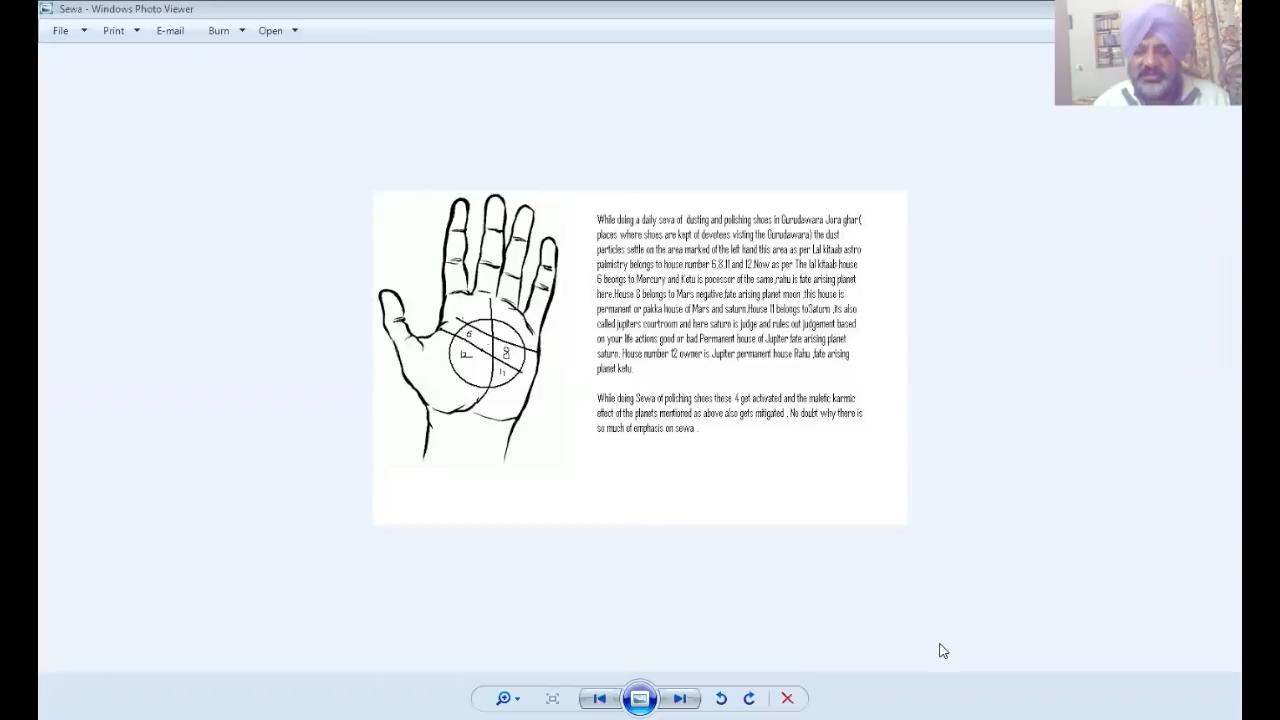 Sewa - Windows Photo Viewer
File Print E-mail Burn Open
While doing a daily seva of dusting and polishing shoes in Gurudawara Jora ghar(
places where shoes are kept of devotees visting the Gurudawara) the dust
particles settle on the area marked of the left hand this area as per Lal kitaab astro
palmistry belongs to house number 6,8,11 and 12.Now as per The lal kitaab house
6 beongs to Mercury and Ketu is pocessor of the same,rahu is fate arising planet
here.House 8 belongs to Mars negative,fate arising planet moon ,this house is
permanent or pakka house of Mars and saturn.House 11 belongs toSaturn ,its also
called jupiters courtroom and here saturn is judge and rules out judgement based
on your life actions good or bad.Permanent house of Jupiter fate arising planet
saturn. House number 12 owner is Jupiter,permanent house Rahu ,fate arising
planet ketu.
While doing Sewa of polishing shoes these 4 get activated and the malefic karmic
effect of the planets mentioned as above also gets mitigated . No doubt why there is
so much of emphasis on sewa .
6
8